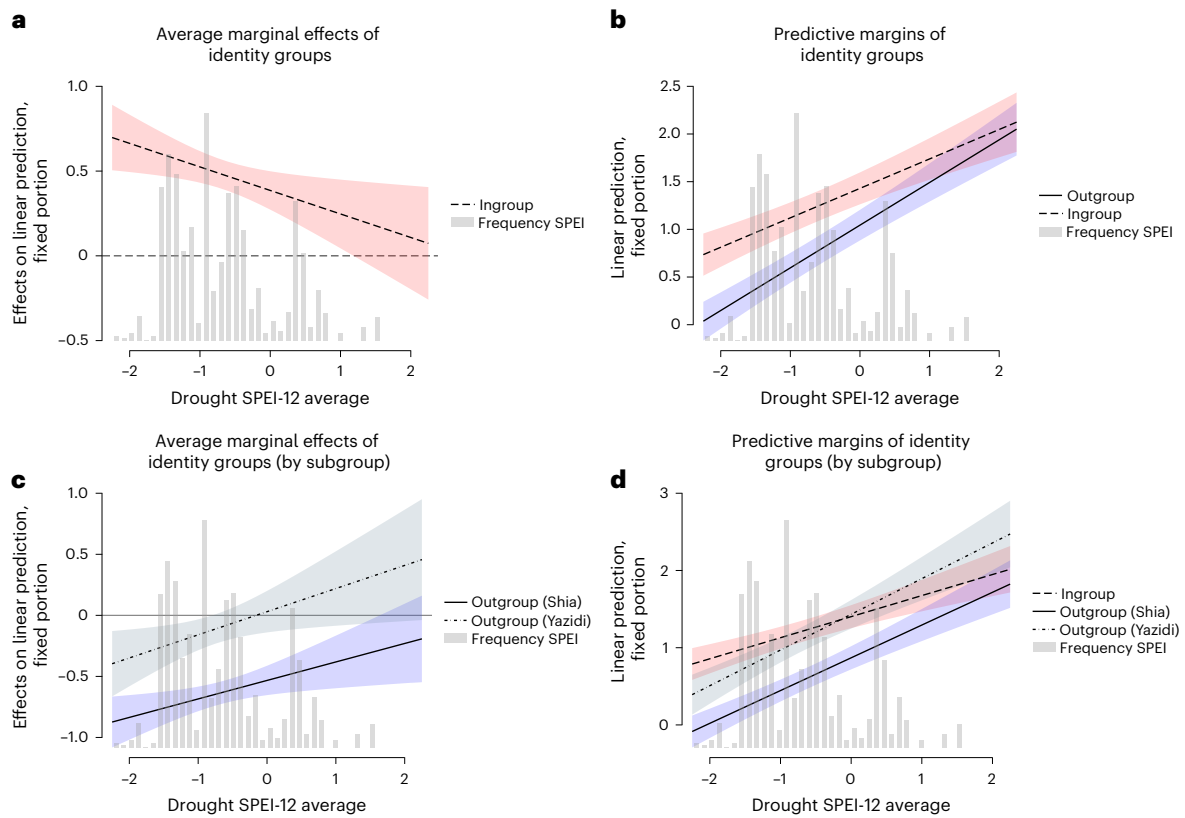 a
Average marginal effects of
identity groups
Effects on linear prediction,
fixed portion
1.0
0.5
0
–0.5
–2
–1
0
1
2
Drought SPEI-12 average
Ingroup
Frequency SPEI
b
Predictive margins of
identity groups
Linear prediction,
fixed portion
2.5
2.0
1.5
1.0
0.5
0
–2
–1
0
1
2
Drought SPEI-12 average
Outgroup
Ingroup
Frequency SPEI
c
Average marginal effects of
identity groups (by subgroup)
Effects on linear prediction,
fixed portion
1.0
0.5
0
–0.5
–1.0
–2
–1
0
1
2
Drought SPEI-12 average
Outgroup (Shia)
Outgroup (Yazidi)
Frequency SPEI
d
Predictive margins of identity
groups (by subgroup)
Linear prediction,
fixed portion
3
2
1
0
–2
–1
0
1
2
Drought SPEI-12 average
Ingroup
Outgroup (Shia)
Outgroup (Yazidi)
Frequency SPEI